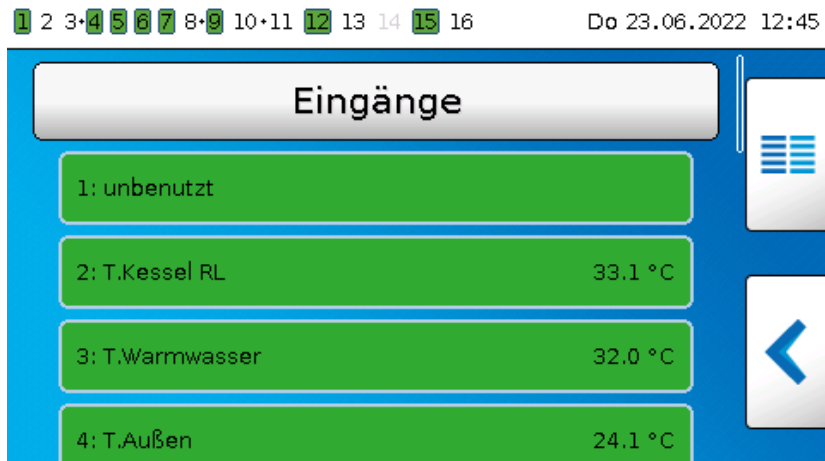 1 2 3+4 5 6 7 8+9 10+11 12 13 14 15 16 Do 23.06.2022 12:45
Eingänge
1: unbenutzt
2: T.Kessel RL 33.1 °C
3: T.Warmwasser 32.0 °C
4: T.Außen 24.1 °C